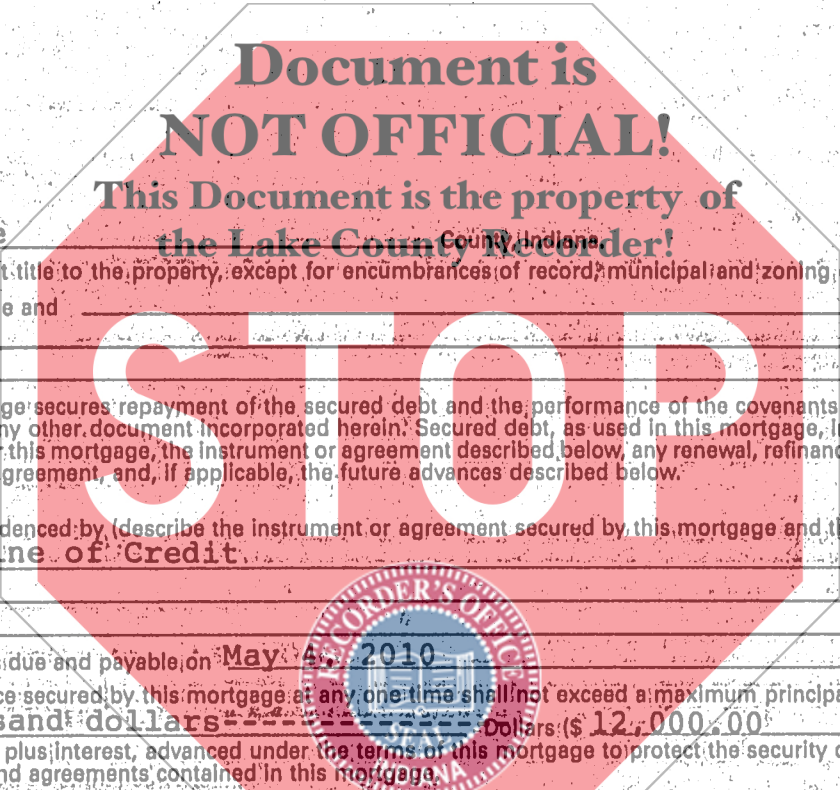 Document is
NOT OFFICIAL!
This Document is the property of
the Lake County Recorder!
County, Indiana
t title to the property, except for encumbrances of record, municipal and zoning
e and
STOP
ge secures repayment of the secured debt and the performance of the covenants
ny other document incorporated herein. Secured debt, as used in this mortgage, in
r this mortgage, the instrument or agreement described below, any renewal, refinanc
greement, and, if applicable, the future advances described below.
denced by (describe the instrument or agreement secured by this mortgage and th
ne of Credit
RECORDER'S OFFICE
due and payable on May 4, 2010
ce secured by this mortgage at any one time shall not exceed a maximum principa
sand dollars------------ Dollars ($ 12,000.00
SEAL
plus interest, advanced under the terms of this mortgage to protect the security o
nd agreements contained in this mortgage.
INDIANA